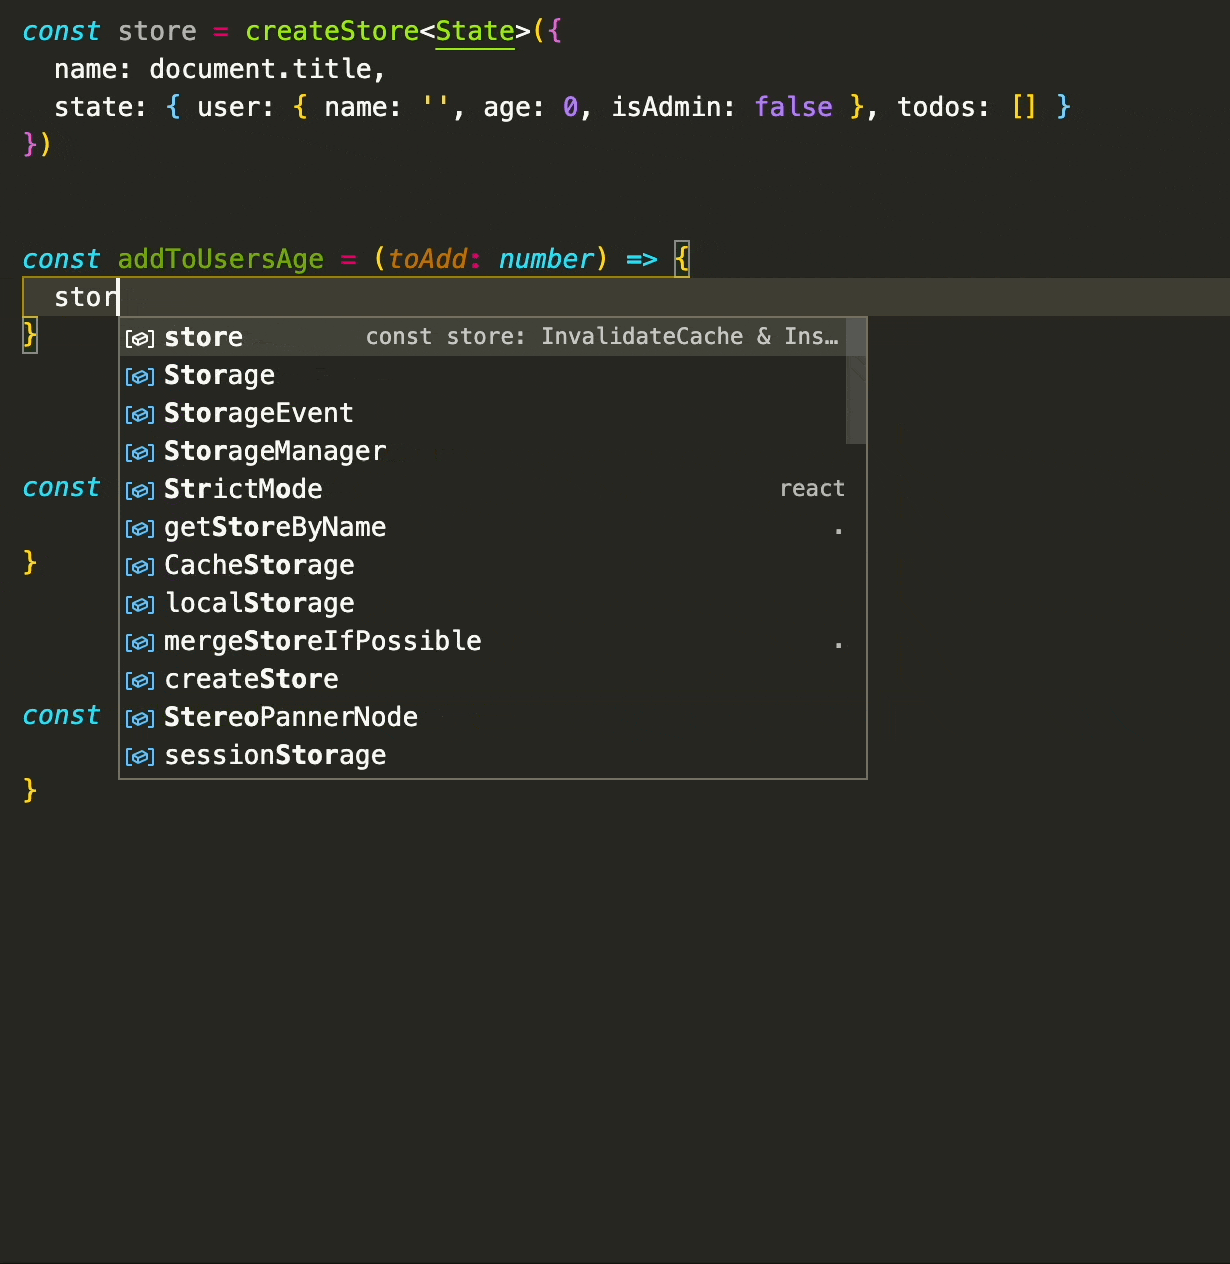 const store = createStore<State>({
  name: document.title,
  state: { user: { name: '', age: 0, isAdmin: false }, todos: [] }
})
const addToUsersAge = (toAdd: number) => {
  stor
}
store const store: InvalidateCache & Ins…
Storage
StorageEvent
StorageManager
const
StrictMode react
getStoreByName .
}
CacheStorage
localStorage
mergeStoreIfPossible .
createStore
const
StereoPannerNode
sessionStorage
}